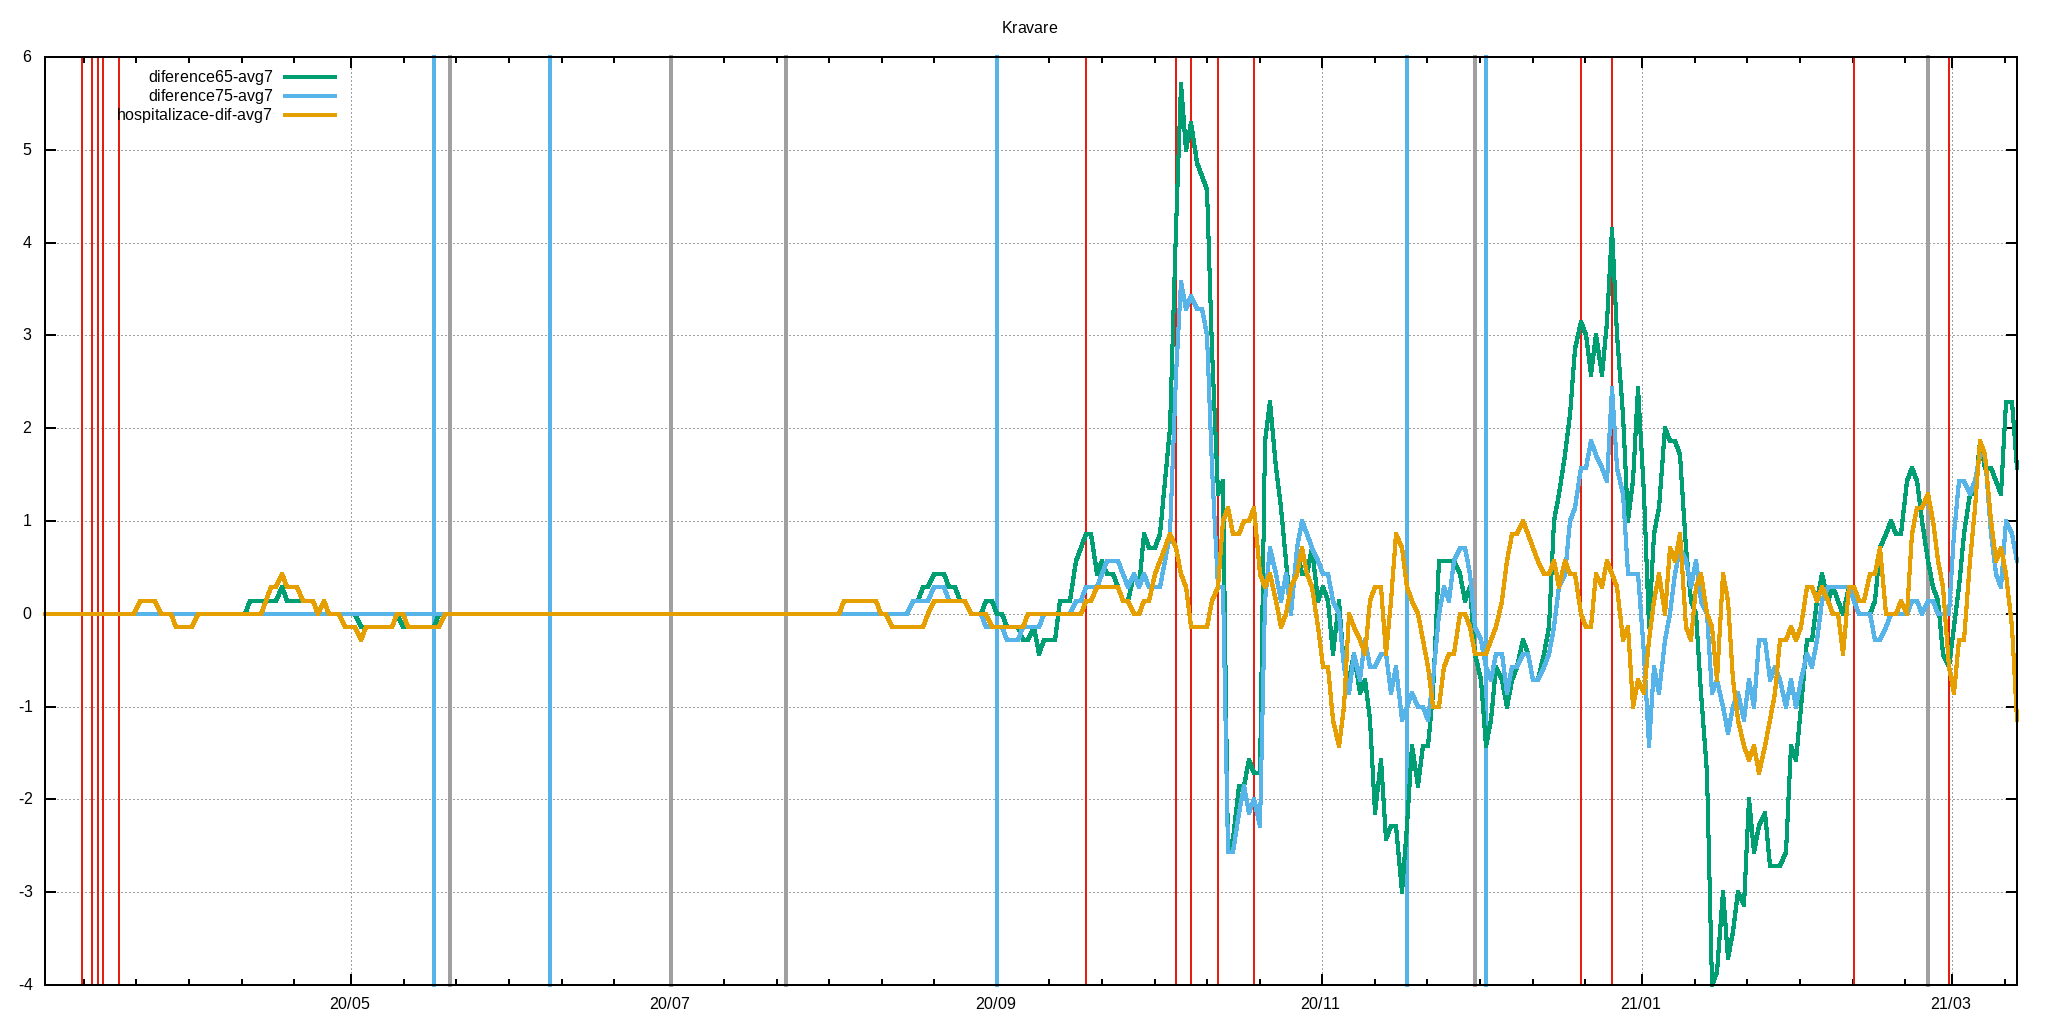 Kravare
diference65-avg7
diference75-avg7
hospitalizace-dif-avg7
6
5
4
3
2
1
0
-1
-2
-3
-4
20/05 20/07 20/09 20/11 21/01 21/03